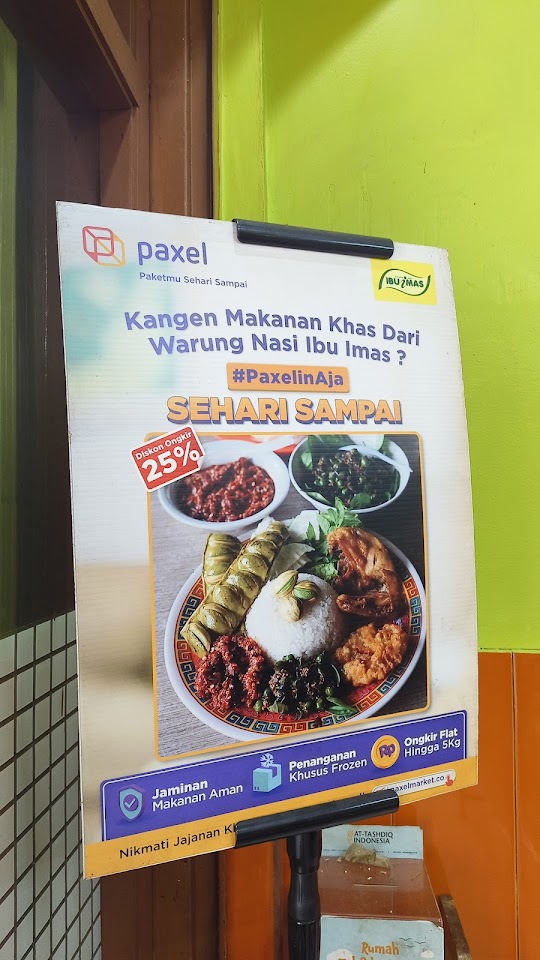 paxel
Paketmu Sehari Sampai
IBU iMAS
Kangen Makanan Khas Dari
Warung Nasi Ibu Imas ?
#PaxelinAja
SEHARI SAMPAI
Diskon Ongkir
25%
Jaminan
Makanan Aman
Penanganan
Khusus Frozen
Rp
Ongkir Flat
Hingga 5Kg
paxelmarket.co
Nikmati Jajanan
AT-TASHDIQ
INDONESIA
Rumah